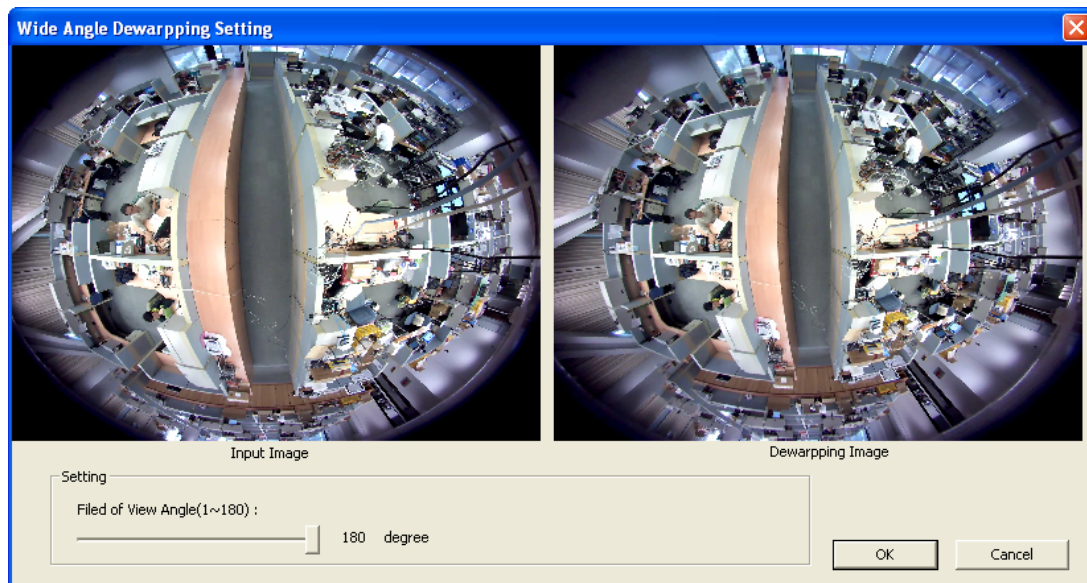 Wide Angle Dewarpping Setting
Input Image
Dewarpping Image
Setting
Filed of View Angle(1~180) :
180 degree
OK
Cancel